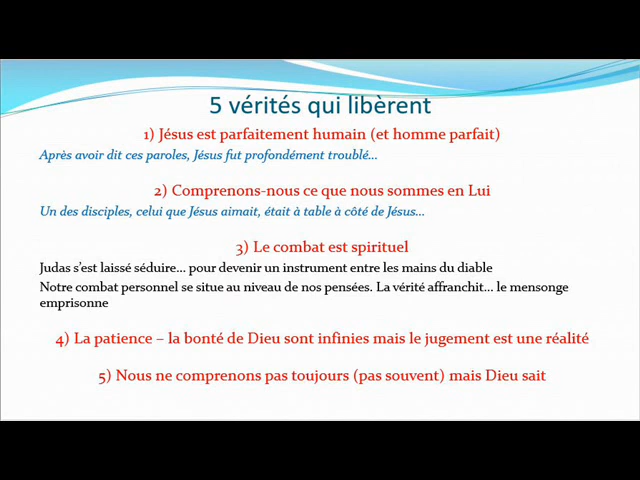 5 vérités qui libèrent
1) Jésus est parfaitement humain (et homme parfait)
Après avoir dit ces paroles, Jésus fut profondément troublé...
2) Comprenons-nous ce que nous sommes en Lui
Un des disciples, celui que Jésus aimait, était à table à côté de Jésus...
3) Le combat est spirituel
Judas s'est laissé séduire... pour devenir un instrument entre les mains du diable
Notre combat personnel se situe au niveau de nos pensées. La vérité affranchit... le mensonge
emprisonne
4) La patience – la bonté de Dieu sont infinies mais le jugement est une réalité
5) Nous ne comprenons pas toujours (pas souvent) mais Dieu sait